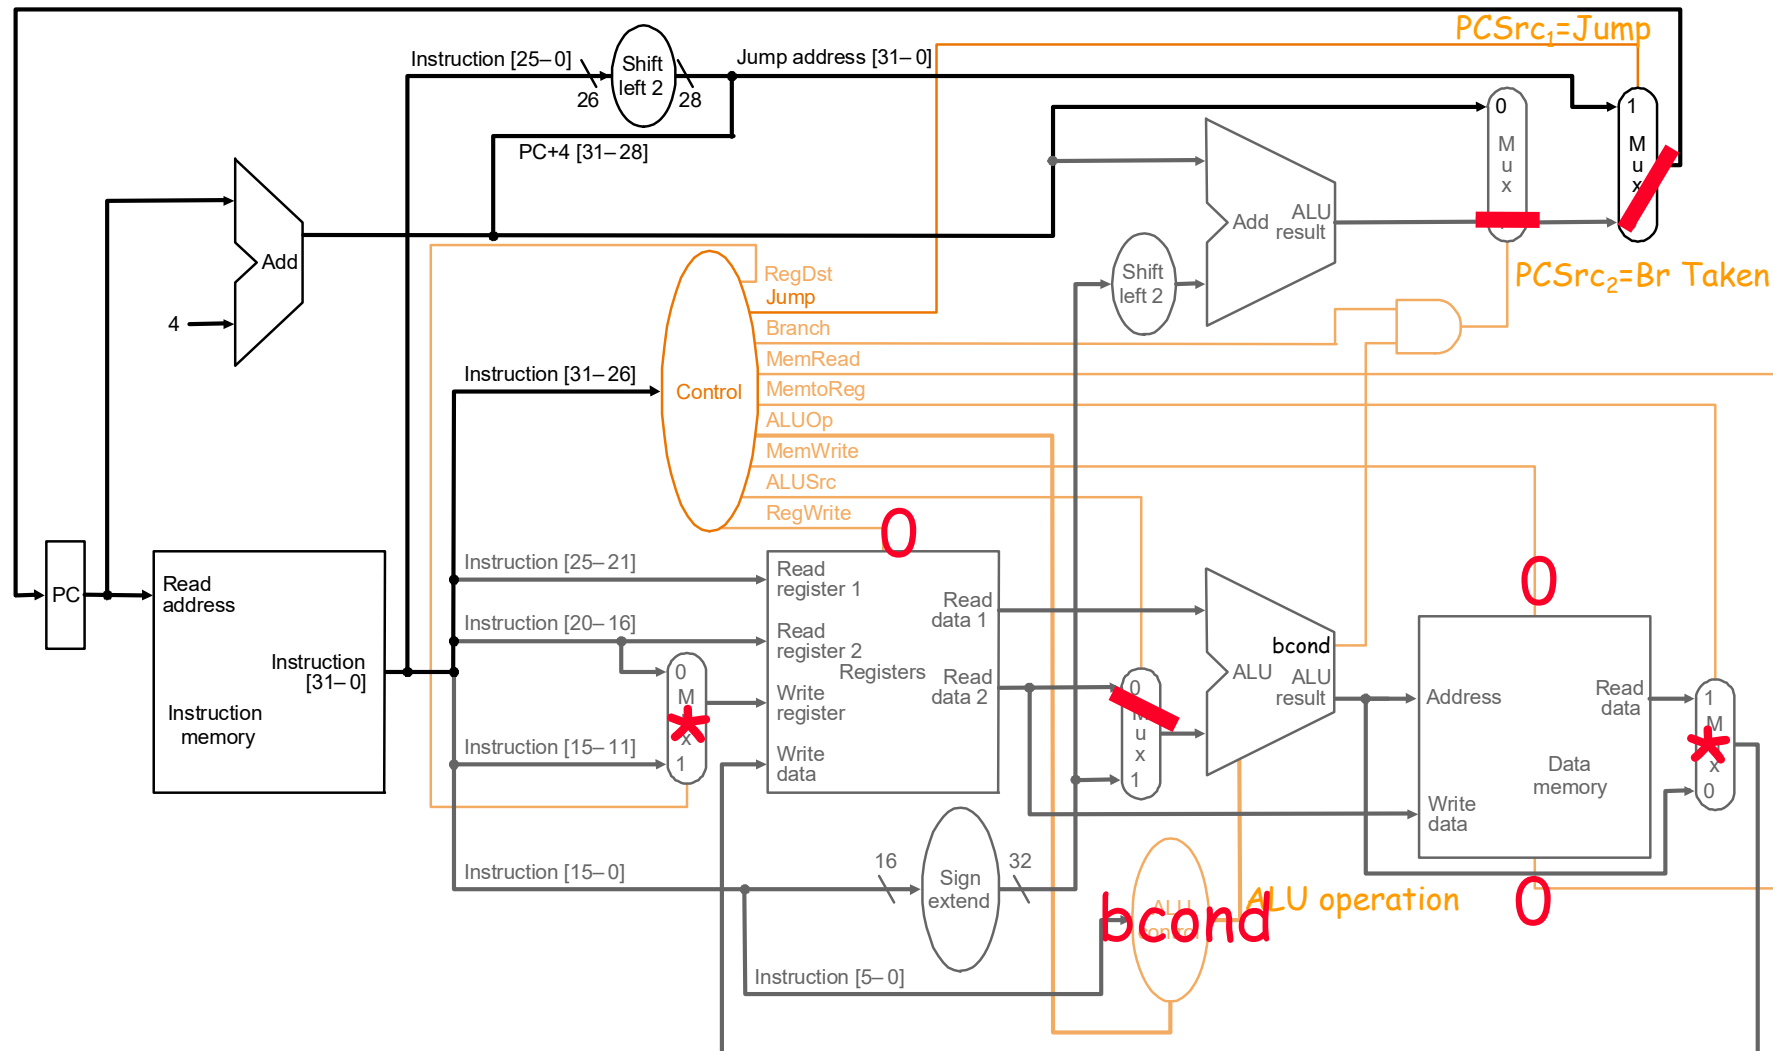 PCSrc1=Jump
Instruction [25–0]
Shift
left 2
Jump address [31–0]
26
28
PC+4 [31–28]
0
M
u
x
1
M
u
x
Add
ALU
result
Add
4
Shift
left 2
PCSrc2=Br Taken
RegDst
Jump
Branch
MemRead
MemtoReg
ALUOp
MemWrite
ALUSrc
RegWrite
Control
Instruction [31–26]
0
0
PC
Read
address
Instruction
[31–0]
Instruction
memory
Instruction [25–21]
Instruction [20–16]
Instruction [15–11]
Instruction [15–0]
0
M
x
1
Read
register 1
Read
register 2
Write
register
Write
data
Registers
Read
data 1
Read
data 2
0
M
u
x
1
bcond
ALU
ALU
result
Address
Write
data
Read
data
Data
memory
1
M
x
0
16
Sign
extend
32
0
ALU
control
bcond
ALU operation
Instruction [5–0]